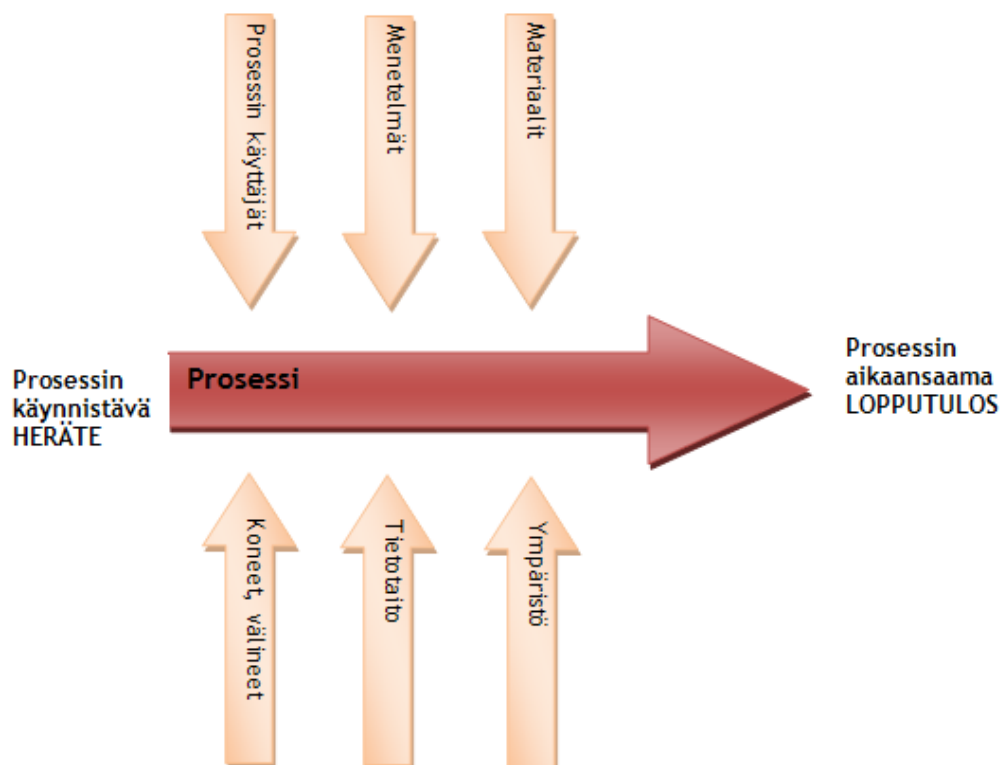 Prosessin käyttäjät
Menetelmät
Materiaalit
Prosessin
käynnistävä
HERÄTE
Prosessi
Prosessin
aikaansaama
LOPPUTULOS
Koneet, välineet
Tietotaito
Ympäristö